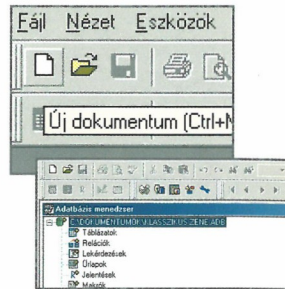 Fájl Nézet Eszközök
Új dokumentum (Ctrl+N
Adatbázis menedzser
C:\DOKUMENTUMOK\KLASSZIKUS ZENE.ADB
Táblázatok
Relációk
Lekérdezések
Űrlapok
Jelentések
Makrók